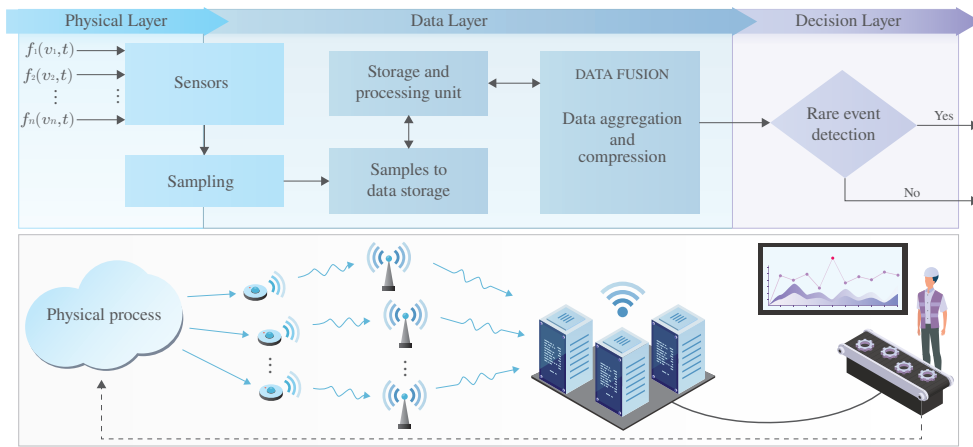 Physical Layer
Data Layer
Decision Layer
f₁(v₁,t)
f₂(v₂,t)
⋮
⋮
fₙ(vₙ,t)
Sensors
Sampling
Storage and
processing unit
Samples to
data storage
DATA FUSION
Data aggregation
and
compression
Rare event
detection
Yes
No
Physical process